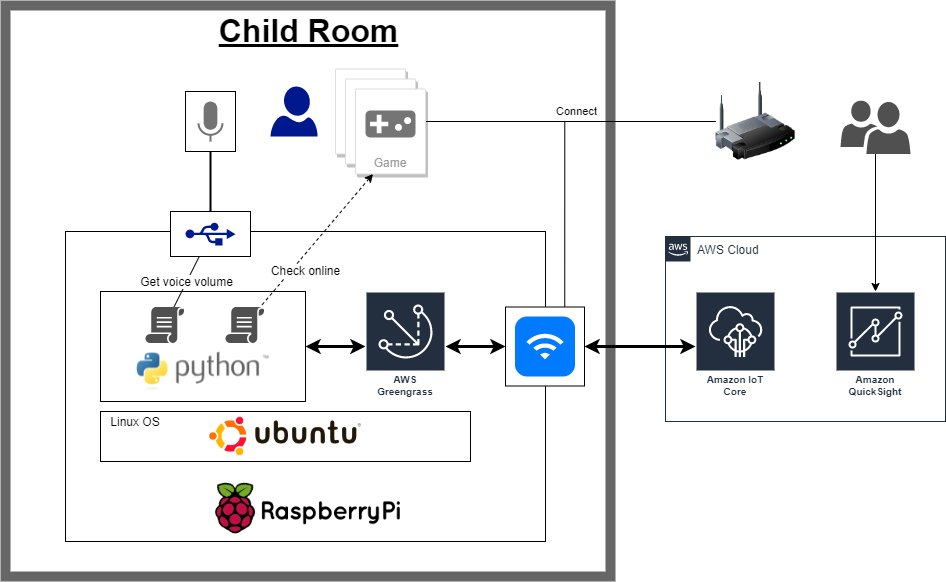 Child Room
Connect
Game
Check online
Get voice volume
aws
AWS Cloud
python™
AWS
Greengrass
Amazon IoT
Core
Amazon
QuickSight
Linux OS
ubuntu®
RaspberryPi